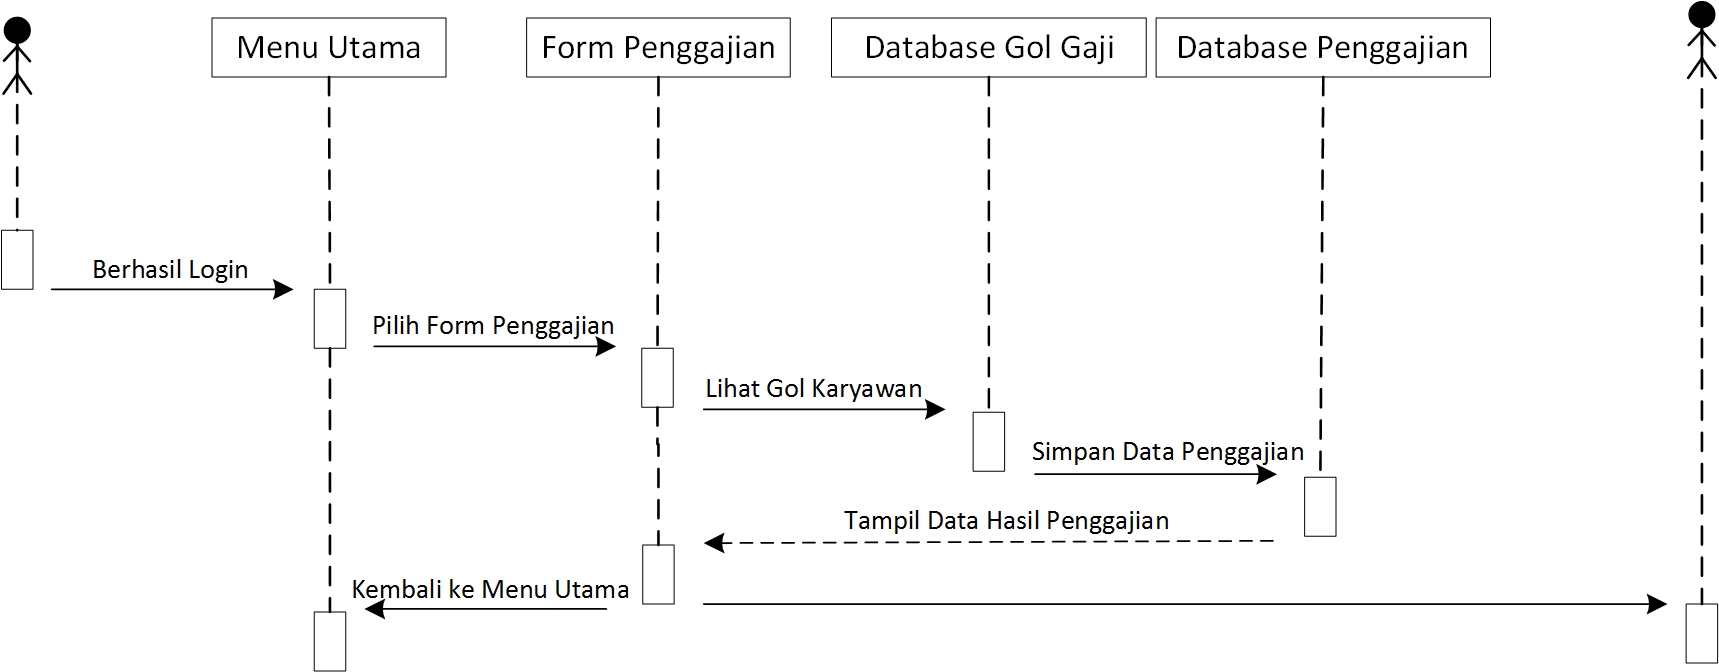 Menu Utama
Form Penggajian
Database Gol Gaji
Database Penggajian
Berhasil Login
Pilih Form Penggajian
Lihat Gol Karyawan
Simpan Data Penggajian
Tampil Data Hasil Penggajian
Kembali ke Menu Utama